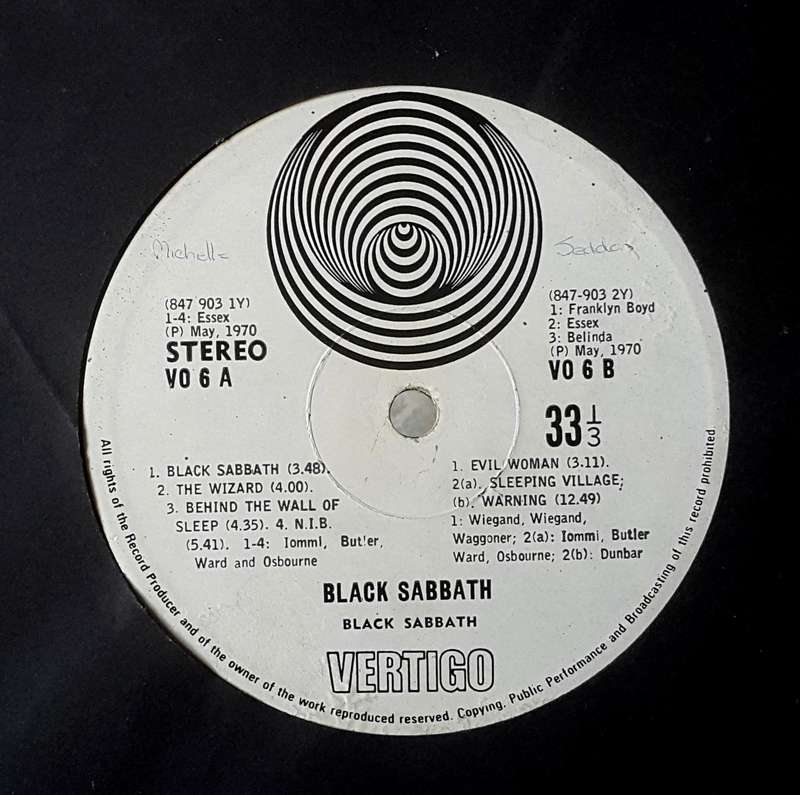 Michelle
(847 903 1Y)
1-4: Essex
(P) May, 1970
STEREO
VO 6 A
(847-903 2Y)
1: Franklyn Boyd
2: Essex
3: Belinda
(P) May, 1970
VO 6 B
33 1/3
1. BLACK SABBATH (3.48).
2. THE WIZARD (4.00).
3. BEHIND THE WALL OF
SLEEP (4.35). 4. N.I.B.
(5.41). 1-4: Iommi, Butler,
Ward and Osbourne
1. EVIL WOMAN (3.11).
2(a). SLEEPING VILLAGE;
(b). WARNING (12.49)
1: Wiegand, Wiegand,
Waggoner; 2(a): Iommi, Butler
Ward, Osbourne; 2(b): Dunbar
BLACK SABBATH
BLACK SABBATH
VERTIGO
All rights of the Record Producer and of the owner of the work reproduced reserved. Copying, Public Performance and Broadcasting of this record prohibited